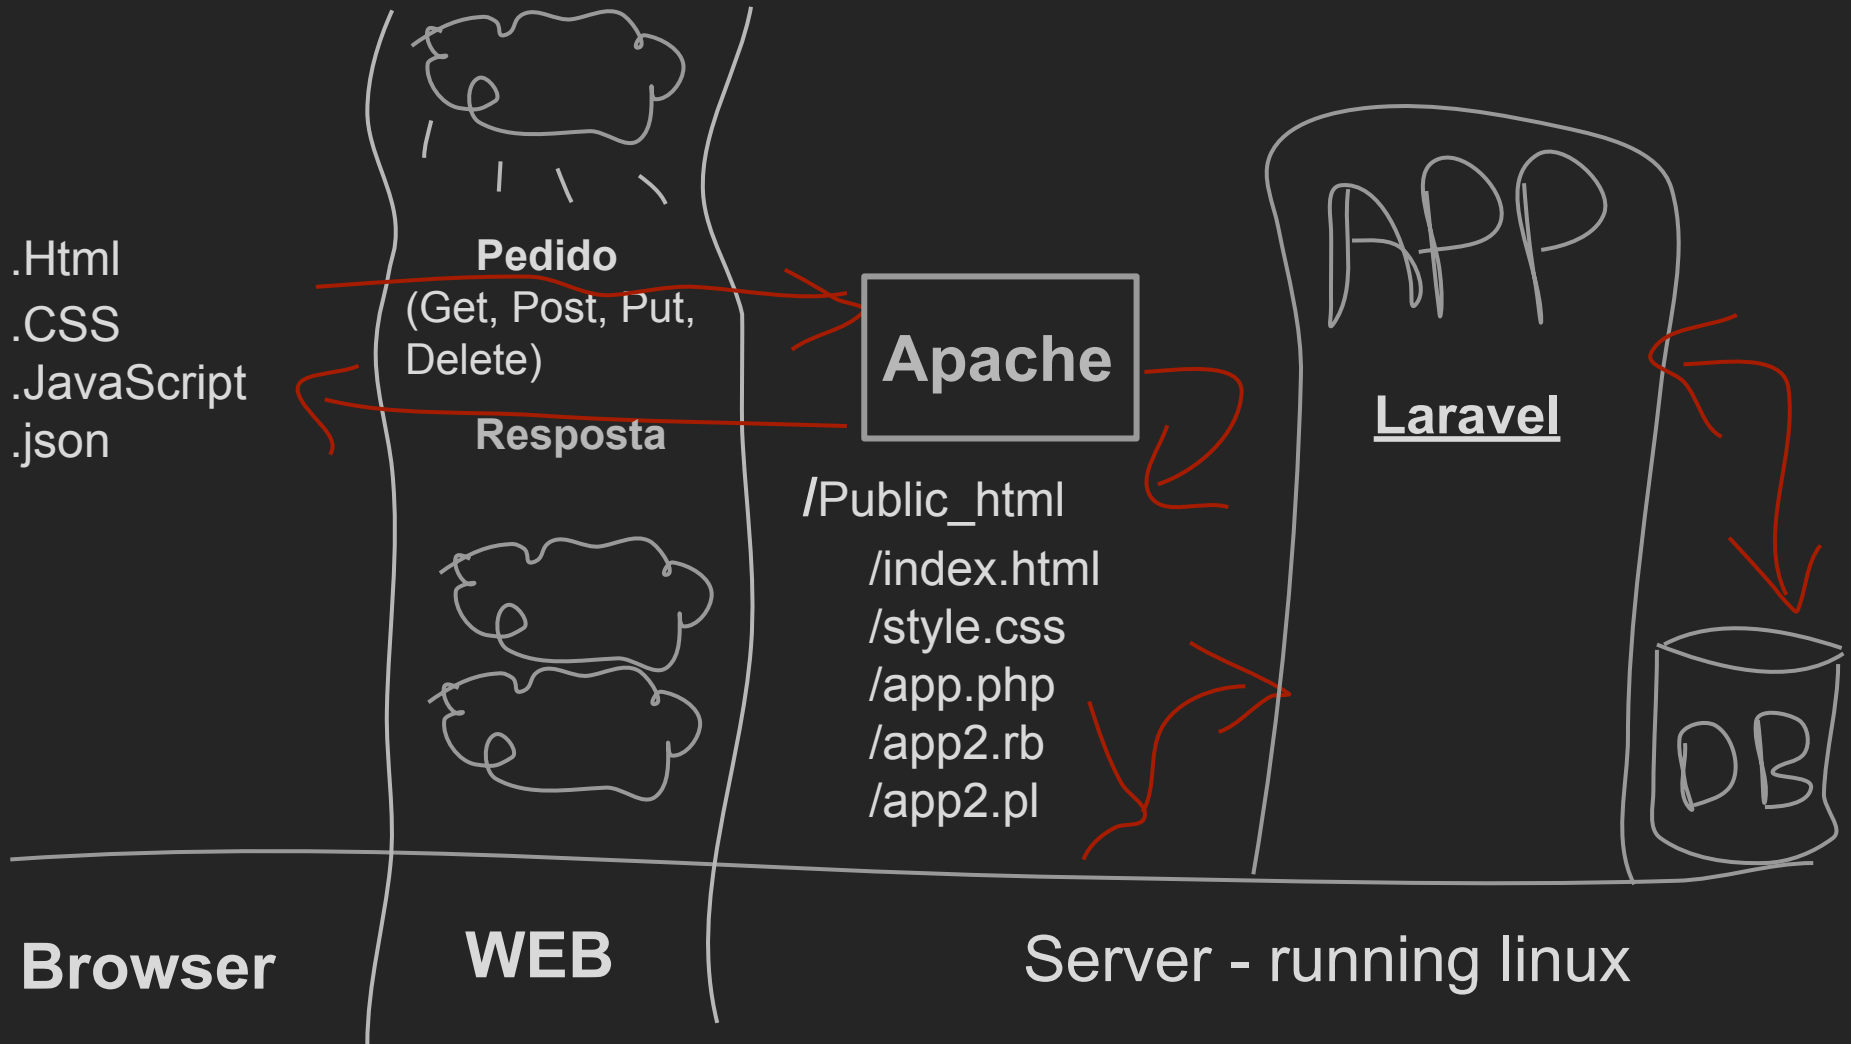 .Html
.CSS
.JavaScript
.json
Pedido
(Get, Post, Put,
Delete)
Resposta
Apache
/Public_html
/index.html
/style.css
/app.php
/app2.rb
/app2.pl
APP
Laravel
DB
Browser
WEB
Server - running linux